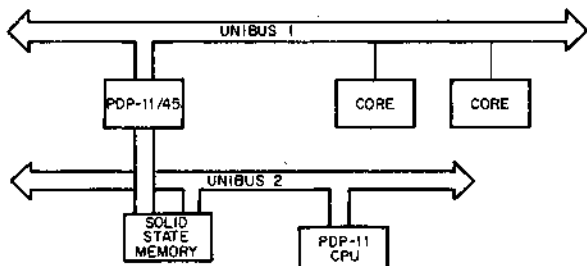 UNIBUS 1
PDP-11/45
CORE
CORE
UNIBUS 2
SOLID
STATE
MEMORY
PDP-11
CPU